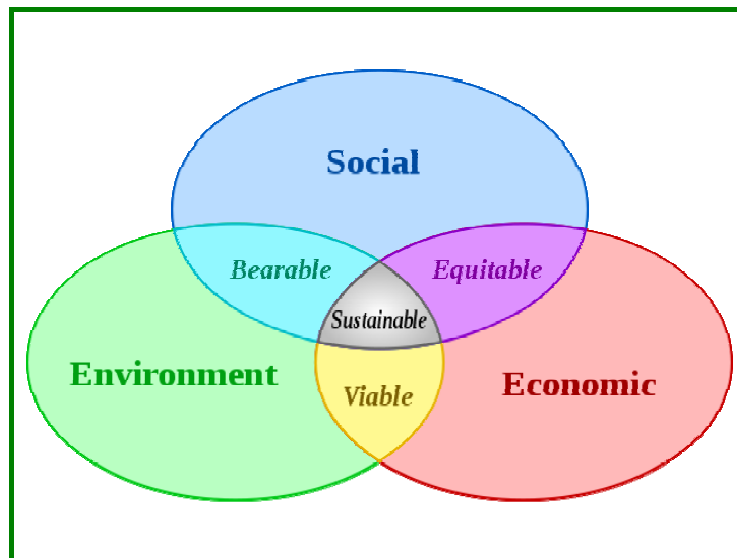 Social
Bearable
Equitable
Sustainable
Environment
Economic
Viable